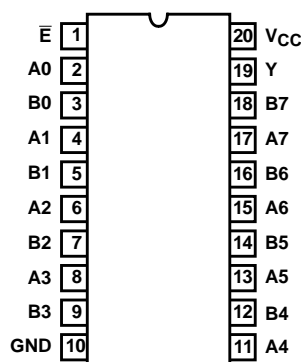 E̅ 1 20 VCC
A0 2 19 Y
B0 3 18 B7
A1 4 17 A7
B1 5 16 B6
A2 6 15 A6
B2 7 14 B5
A3 8 13 A5
B3 9 12 B4
GND 10 11 A4